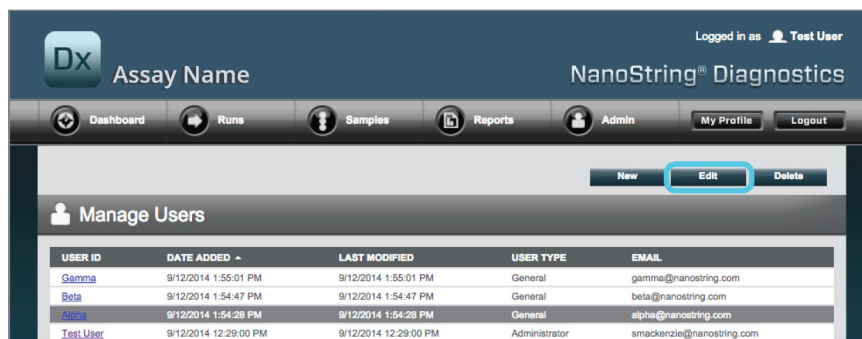 Logged in as Test User
Dx Assay Name
NanoString® Diagnostics
Dashboard Runs Samples Reports Admin My Profile Logout
New Edit Delete
Manage Users
USER ID DATE ADDED LAST MODIFIED USER TYPE EMAIL
Gamma 9/12/2014 1:55:01 PM 9/12/2014 1:55:01 PM General gamma@nanostring.com
Beta 9/12/2014 1:54:47 PM 9/12/2014 1:54:47 PM General beta@nanostring.com
Alpha 9/12/2014 1:54:28 PM 9/12/2014 1:54:28 PM General alpha@nanostring.com
Test User 9/12/2014 12:29:00 PM 9/12/2014 12:29:00 PM Administrator smackenzie@nanostring.com